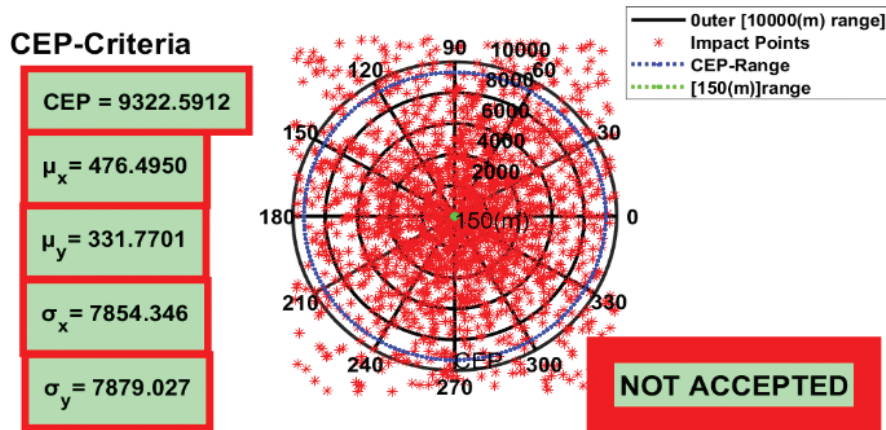 CEP-Criteria
CEP = 9322.5912
μx = 476.4950
μy = 331.7701
σx = 7854.346
σy = 7879.027
90
10000
120
60
8000
6000
150
30
4000
2000
180
150(m)
0
210
330
240
CEP
300
270
0uter [10000(m) range]
Impact Points
CEP-Range
[150(m)]range
NOT ACCEPTED